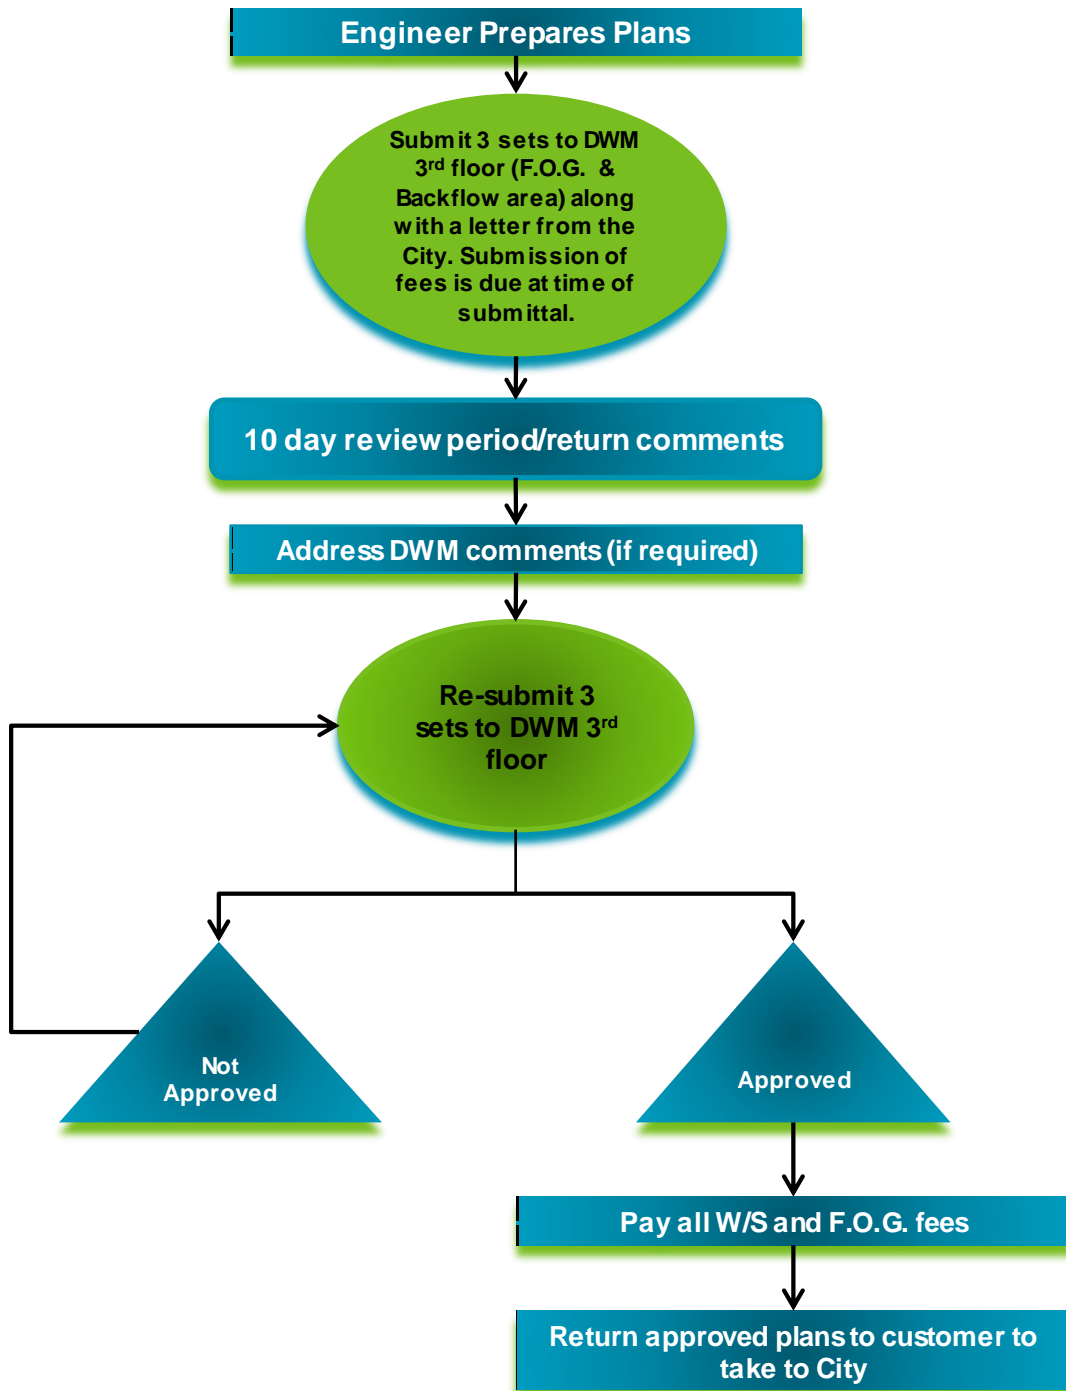 Engineer Prepares Plans
Submit 3 sets to DWM
3rd floor (F.O.G. &
Backflow area) along
with a letter from the
City. Submission of
fees is due at time of
submittal.
10 day review period/return comments
Address DWM comments (if required)
Re-submit 3
sets to DWM 3rd
floor
Not
Approved
Approved
Pay all W/S and F.O.G. fees
Return approved plans to customer to
take to City